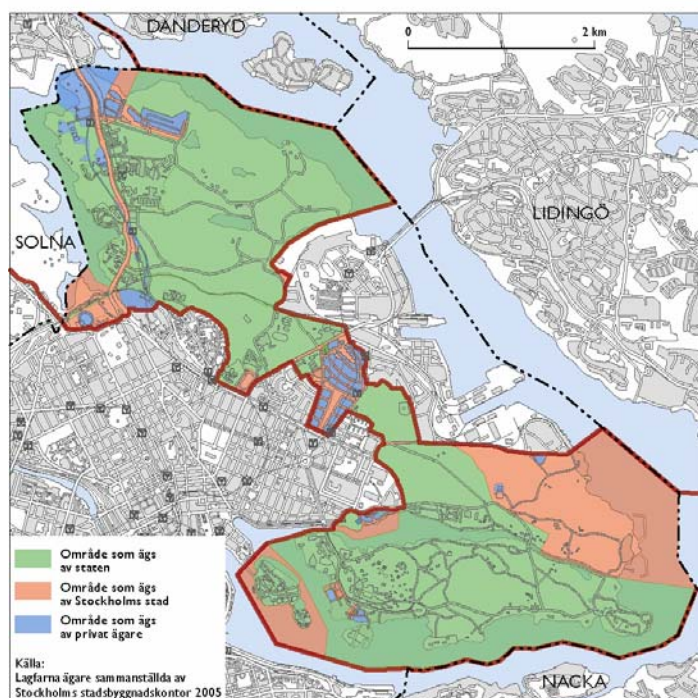 DANDERYD
0 2 km
LIDINGÖ
SOLNA
Område som ägs
av staten
Område som ägs
av Stockholms stad
Område som ägs
av privat ägare
Källa:
Lagfarna ägare sammanställda av
Stockholms stadsbyggnadskontor 2005
NACKA